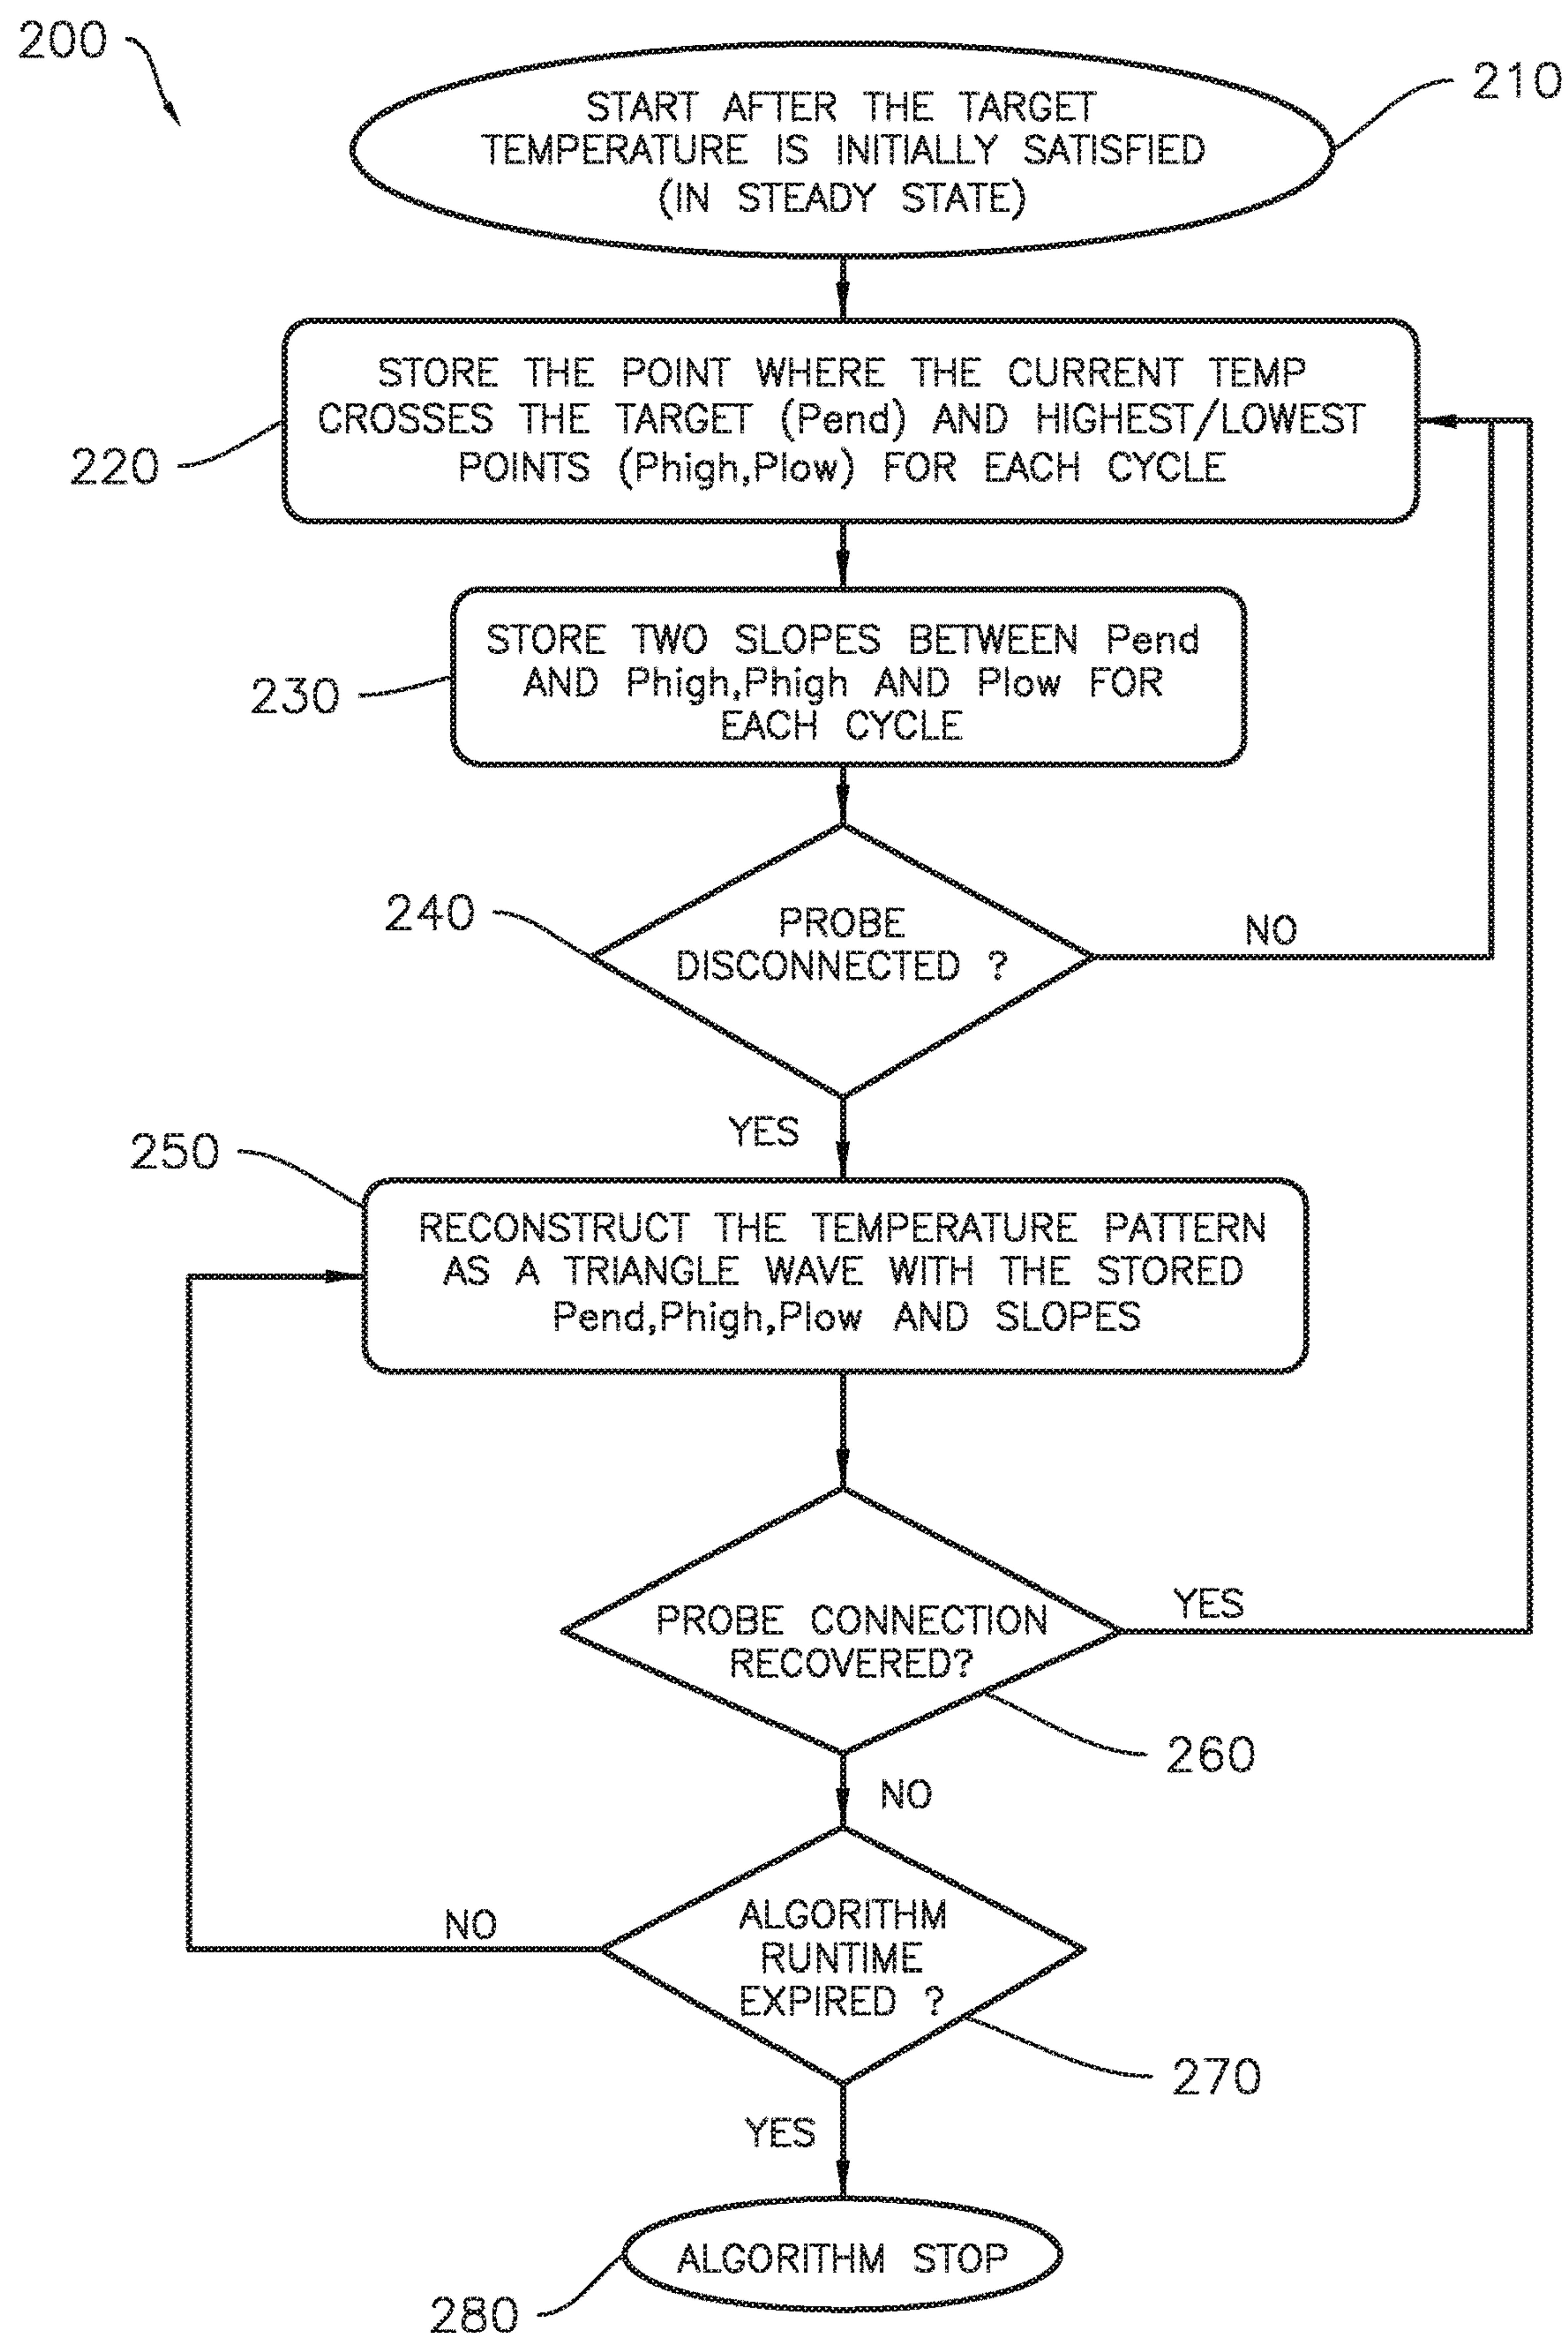 200
210
START AFTER THE TARGET
TEMPERATURE IS INITIALLY SATISFIED
(IN STEADY STATE)
STORE THE POINT WHERE THE CURRENT TEMP
CROSSES THE TARGET (Pend) AND HIGHEST/LOWEST
POINTS (Phigh,Plow) FOR EACH CYCLE
220
STORE TWO SLOPES BETWEEN Pend
AND Phigh,Phigh AND Plow FOR
EACH CYCLE
230
240
PROBE
DISCONNECTED ?
NO
YES
250
RECONSTRUCT THE TEMPERATURE PATTERN
AS A TRIANGLE WAVE WITH THE STORED
Pend,Phigh,Plow AND SLOPES
PROBE CONNECTION
RECOVERED?
YES
260
NO
ALGORITHM
RUNTIME
EXPIRED ?
NO
270
YES
ALGORITHM STOP
280